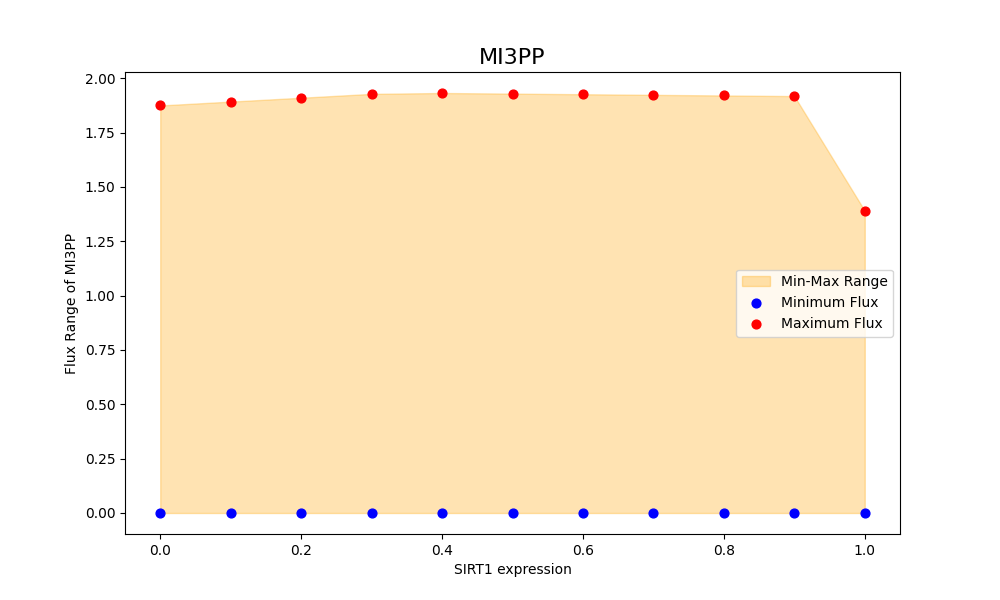 MI3PP
Flux Range of MI3PP
2.00
1.75
1.50
1.25
1.00
0.75
0.50
0.25
0.00
Min-Max Range
Minimum Flux
Maximum Flux
0.0 0.2 0.4 0.6 0.8 1.0
SIRT1 expression